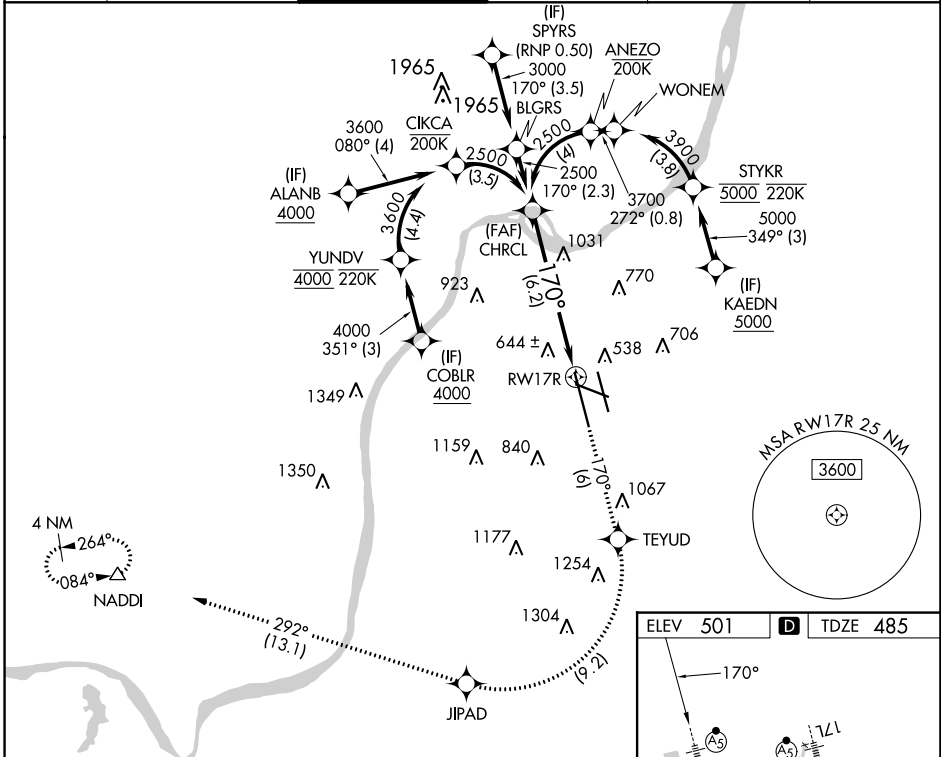 (IF)
SPYRS
(RNP 0.50)
3000
170° (3.5)
ANEZO
200K
WONEM
1965
1965
BLGRS
CIKCA
200K
3600
080° (4)
2500
(3.5)
2500
(4)
3900
(3.8)
2500
170° (2.3)
3700
272° (0.8)
STYKR
5000 220K
(IF)
ALANB
4000
3600
(4.4)
5000
349° (3)
(FAF)
CHRCL
1031
YUNDV
4000 220K
923
170°
(6.2)
770
(IF)
KAEDN
5000
4000
351° (3)
(IF)
COBLR
4000
644 ±
538
706
RW17R
1349
MSA RW17R 25 NM
3600
1159
840
1350
170°
(6)
1067
4 NM
264°
084°
NADDI
1177
TEYUD
1254
1304
292°
(13.1)
(9.2)
JIPAD
ELEV 501 D TDZE 485
170°
A5
A5
17L